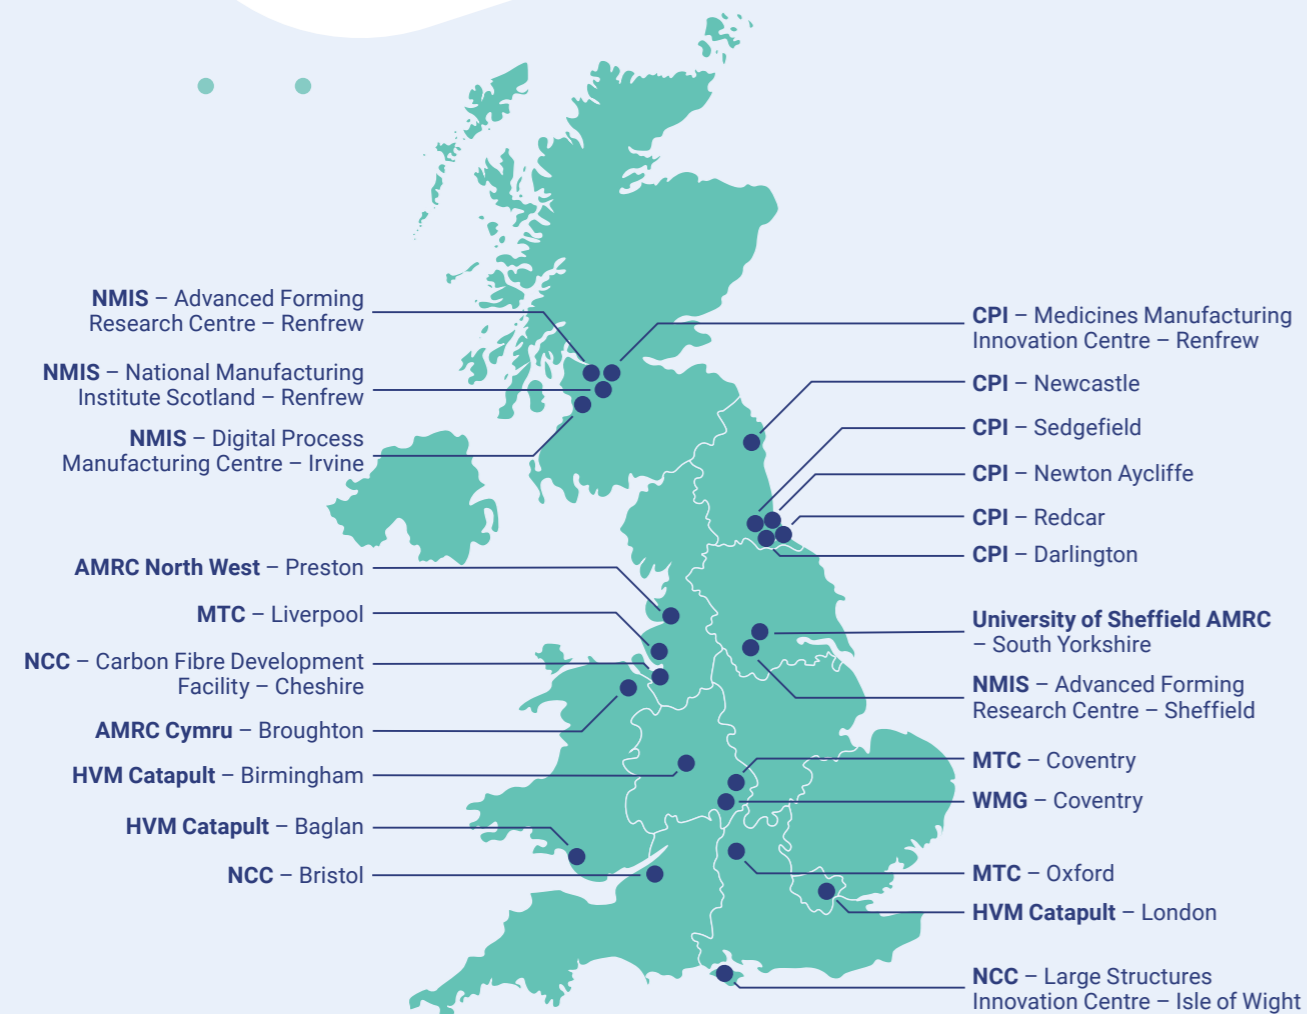 NMIS – Advanced Forming
Research Centre – Renfrew
NMIS – National Manufacturing
Institute Scotland – Renfrew
NMIS – Digital Process
Manufacturing Centre – Irvine
AMRC North West – Preston
MTC – Liverpool
NCC – Carbon Fibre Development
Facility – Cheshire
AMRC Cymru – Broughton
HVM Catapult – Birmingham
HVM Catapult – Baglan
NCC – Bristol
CPI – Medicines Manufacturing
Innovation Centre – Renfrew
CPI – Newcastle
CPI – Sedgefield
CPI – Newton Aycliffe
CPI – Redcar
CPI – Darlington
University of Sheffield AMRC
– South Yorkshire
NMIS – Advanced Forming
Research Centre – Sheffield
MTC – Coventry
WMG – Coventry
MTC – Oxford
HVM Catapult – London
NCC – Large Structures
Innovation Centre – Isle of Wight